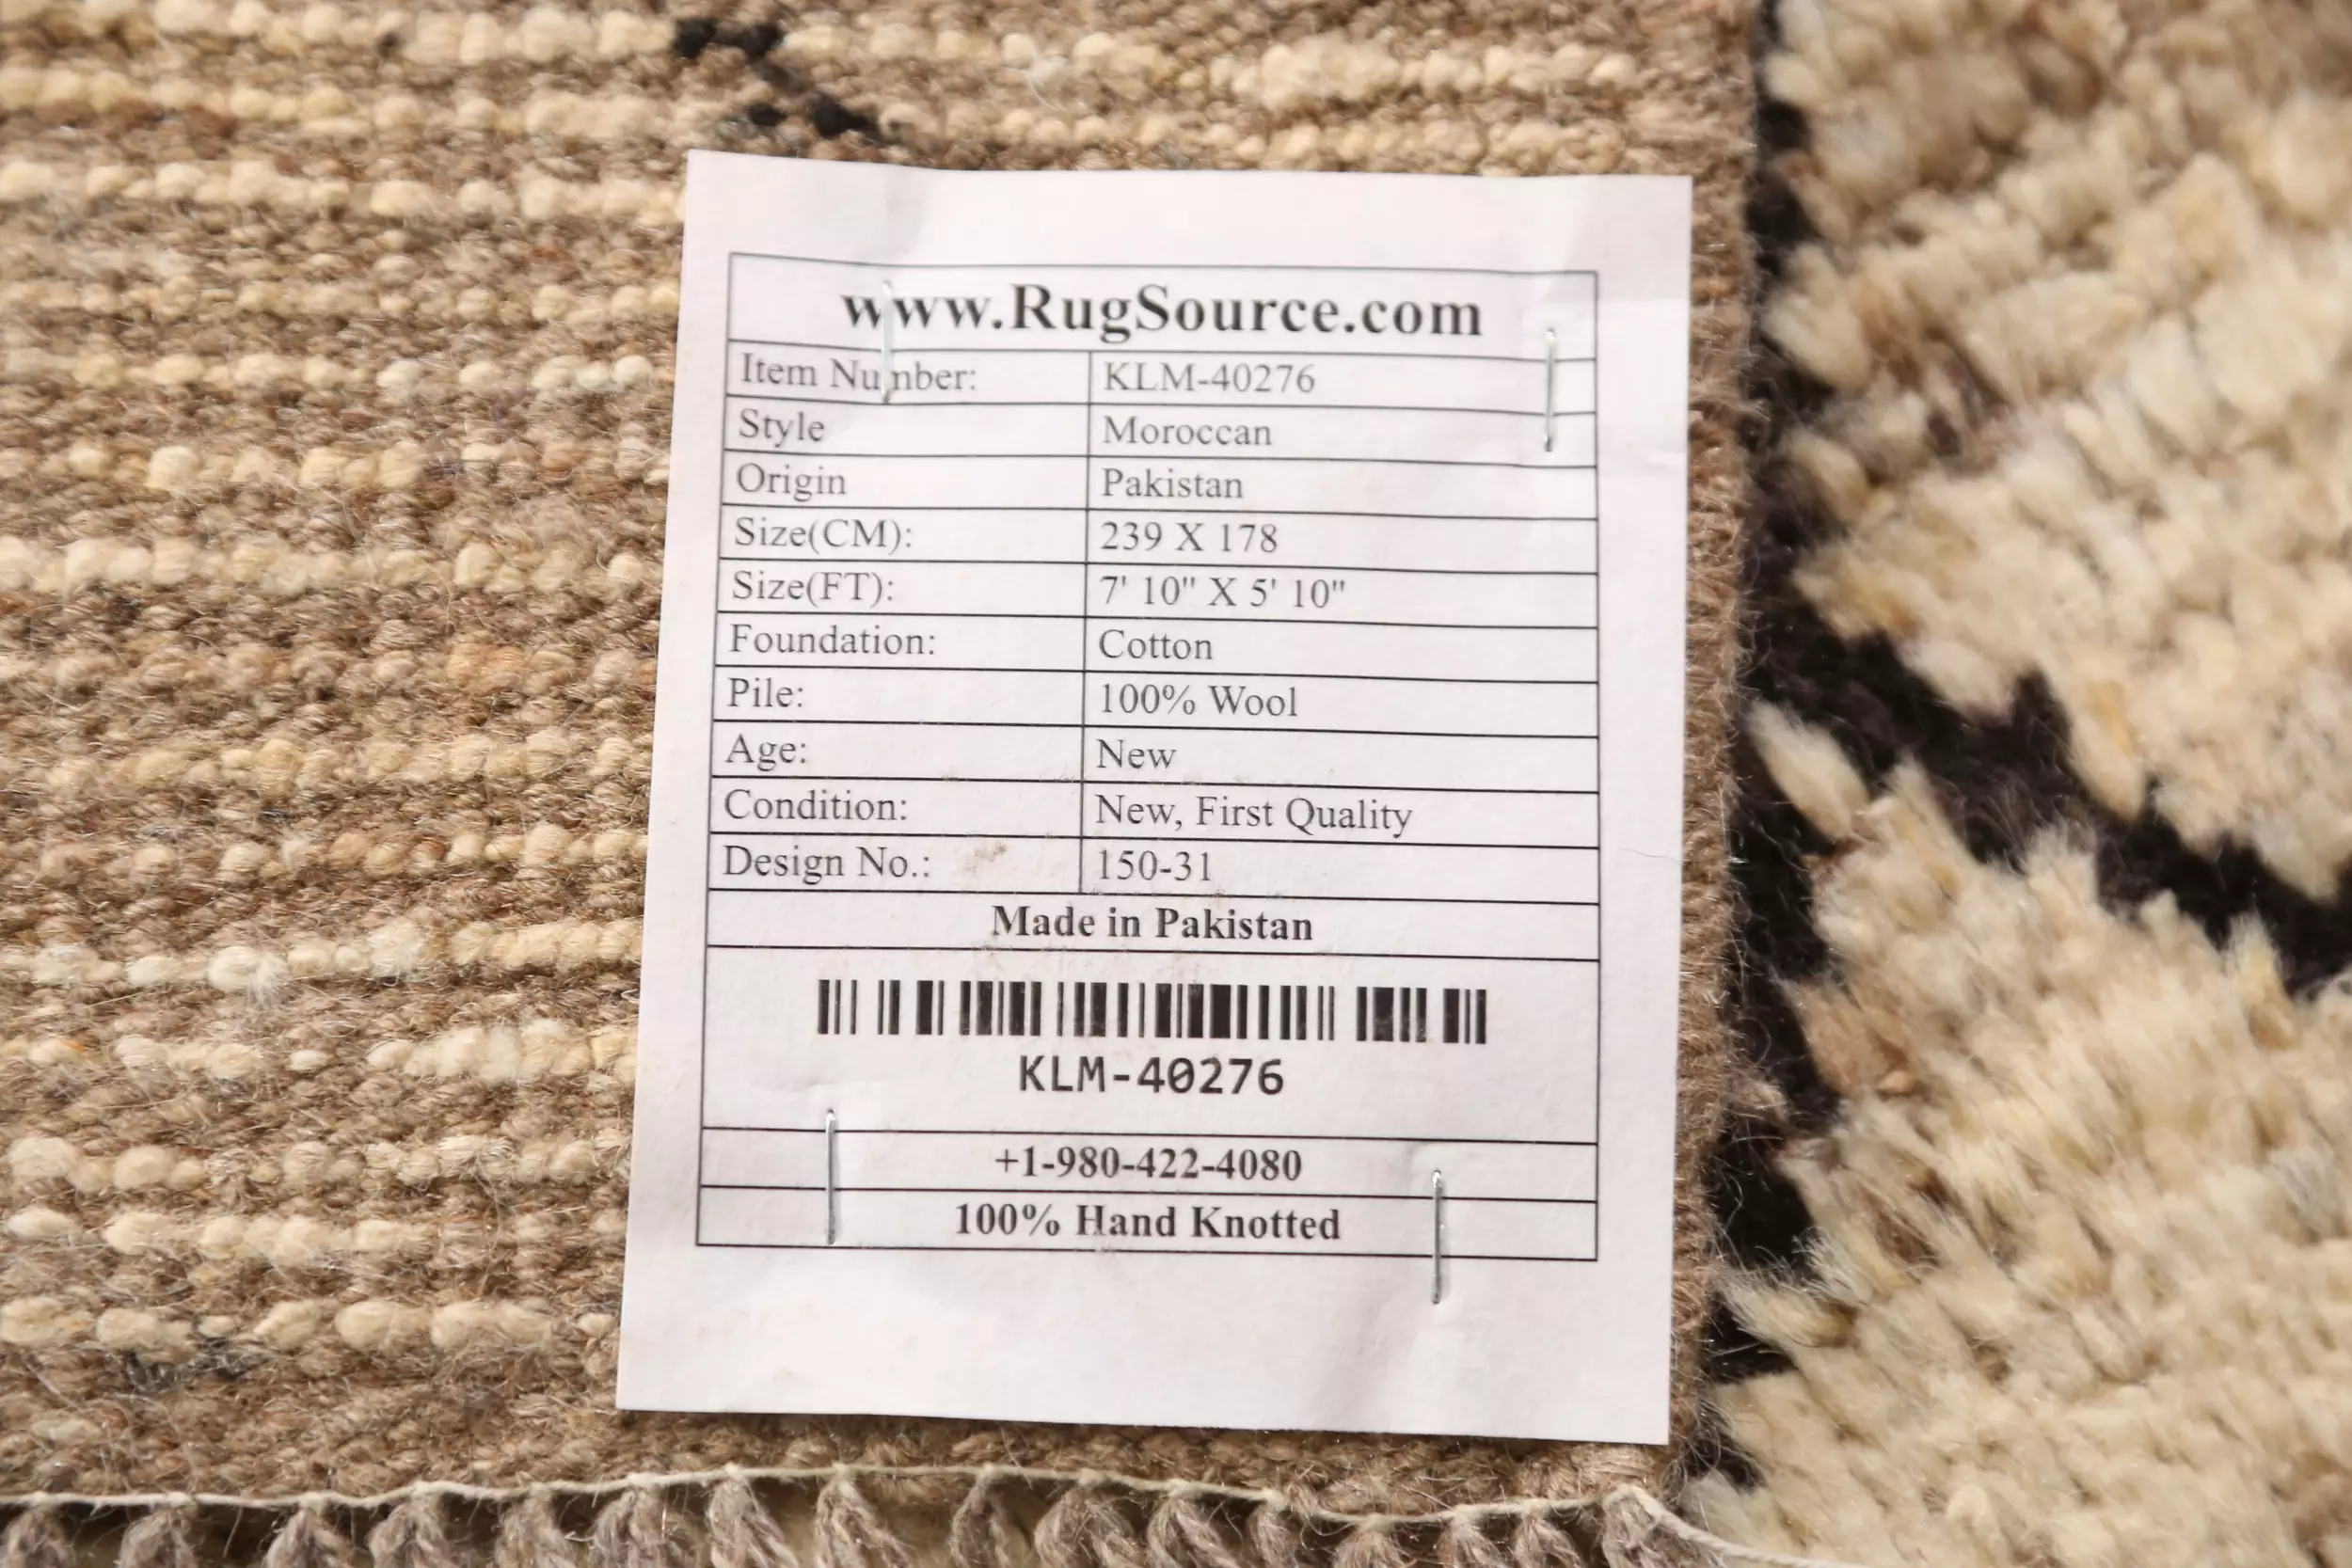 www.RugSource.com
Item Number: KLM-40276
Style Moroccan
Origin Pakistan
Size(CM): 239 X 178
Size(FT): 7' 10" X 5' 10"
Foundation: Cotton
Pile: 100% Wool
Age: New
Condition: New, First Quality
Design No.: 150-31
Made in Pakistan
KLM-40276
+1-980-422-4080
100% Hand Knotted